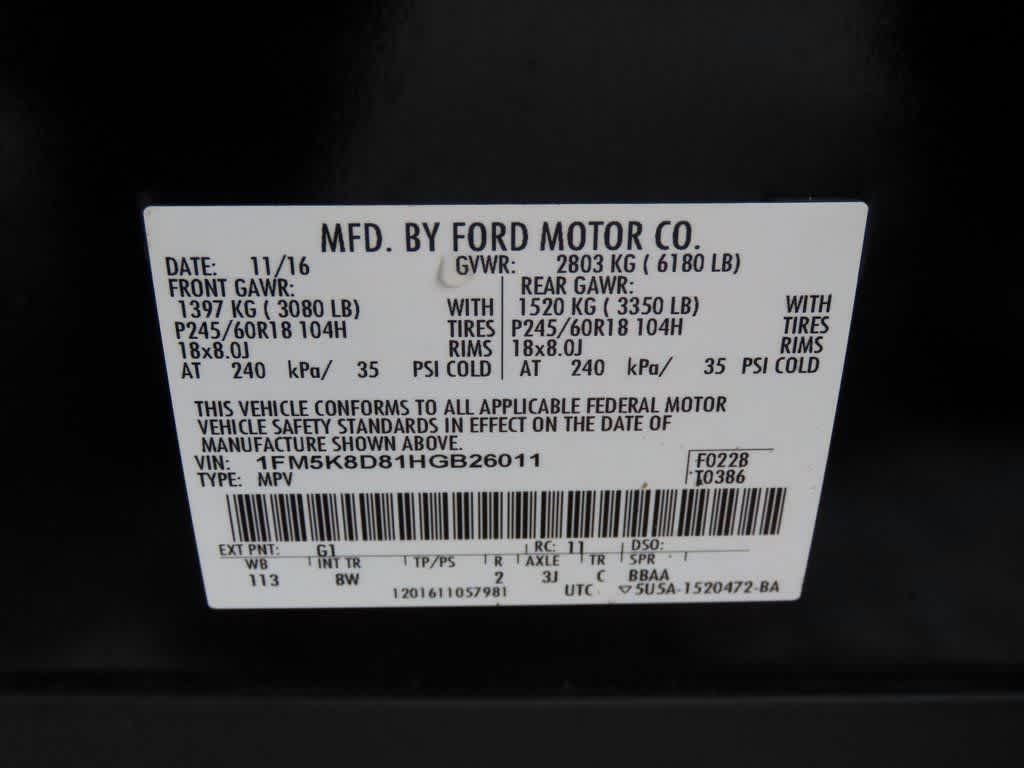 MFD. BY FORD MOTOR CO.
DATE: 11/16 GVWR: 2803 KG ( 6180 LB)
FRONT GAWR: REAR GAWR:
1397 KG ( 3080 LB) WITH 1520 KG ( 3350 LB) WITH
P245/60R18 104H TIRES P245/60R18 104H TIRES
18x8.0J RIMS 18x8.0J RIMS
AT 240 kPa/ 35 PSI COLD AT 240 kPa/ 35 PSI COLD
THIS VEHICLE CONFORMS TO ALL APPLICABLE FEDERAL MOTOR
VEHICLE SAFETY STANDARDS IN EFFECT ON THE DATE OF
MANUFACTURE SHOWN ABOVE.
VIN: 1FM5K8D81HGB26011 F0228
TYPE: MPV T0386
EXT PNT: G1 RC: 11 DSO:
WB INT TR TP/PS R AXLE TR SPR
113 8W 2 3J C BBAA
1201611057981 UTC ▽5U5A-1520472-BA